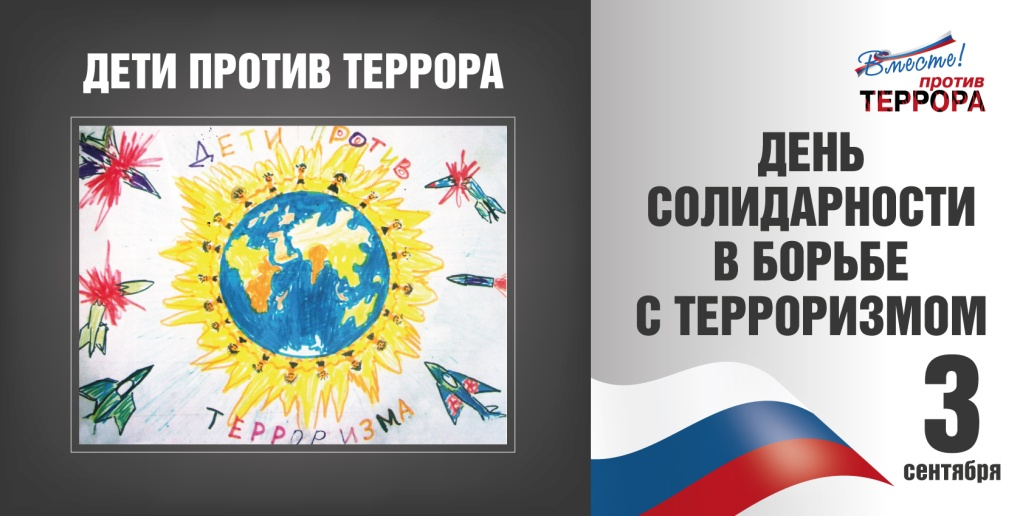 ДЕТИ ПРОТИВ ТЕРРОРА
ДЕТИ ПРОТИВ
ТЕРРОРИЗМА
Вместе!
против
ТЕРРОРА
ДЕНЬ
СОЛИДАРНОСТИ
В БОРЬБЕ
С ТЕРРОРИЗМОМ
3
сентября